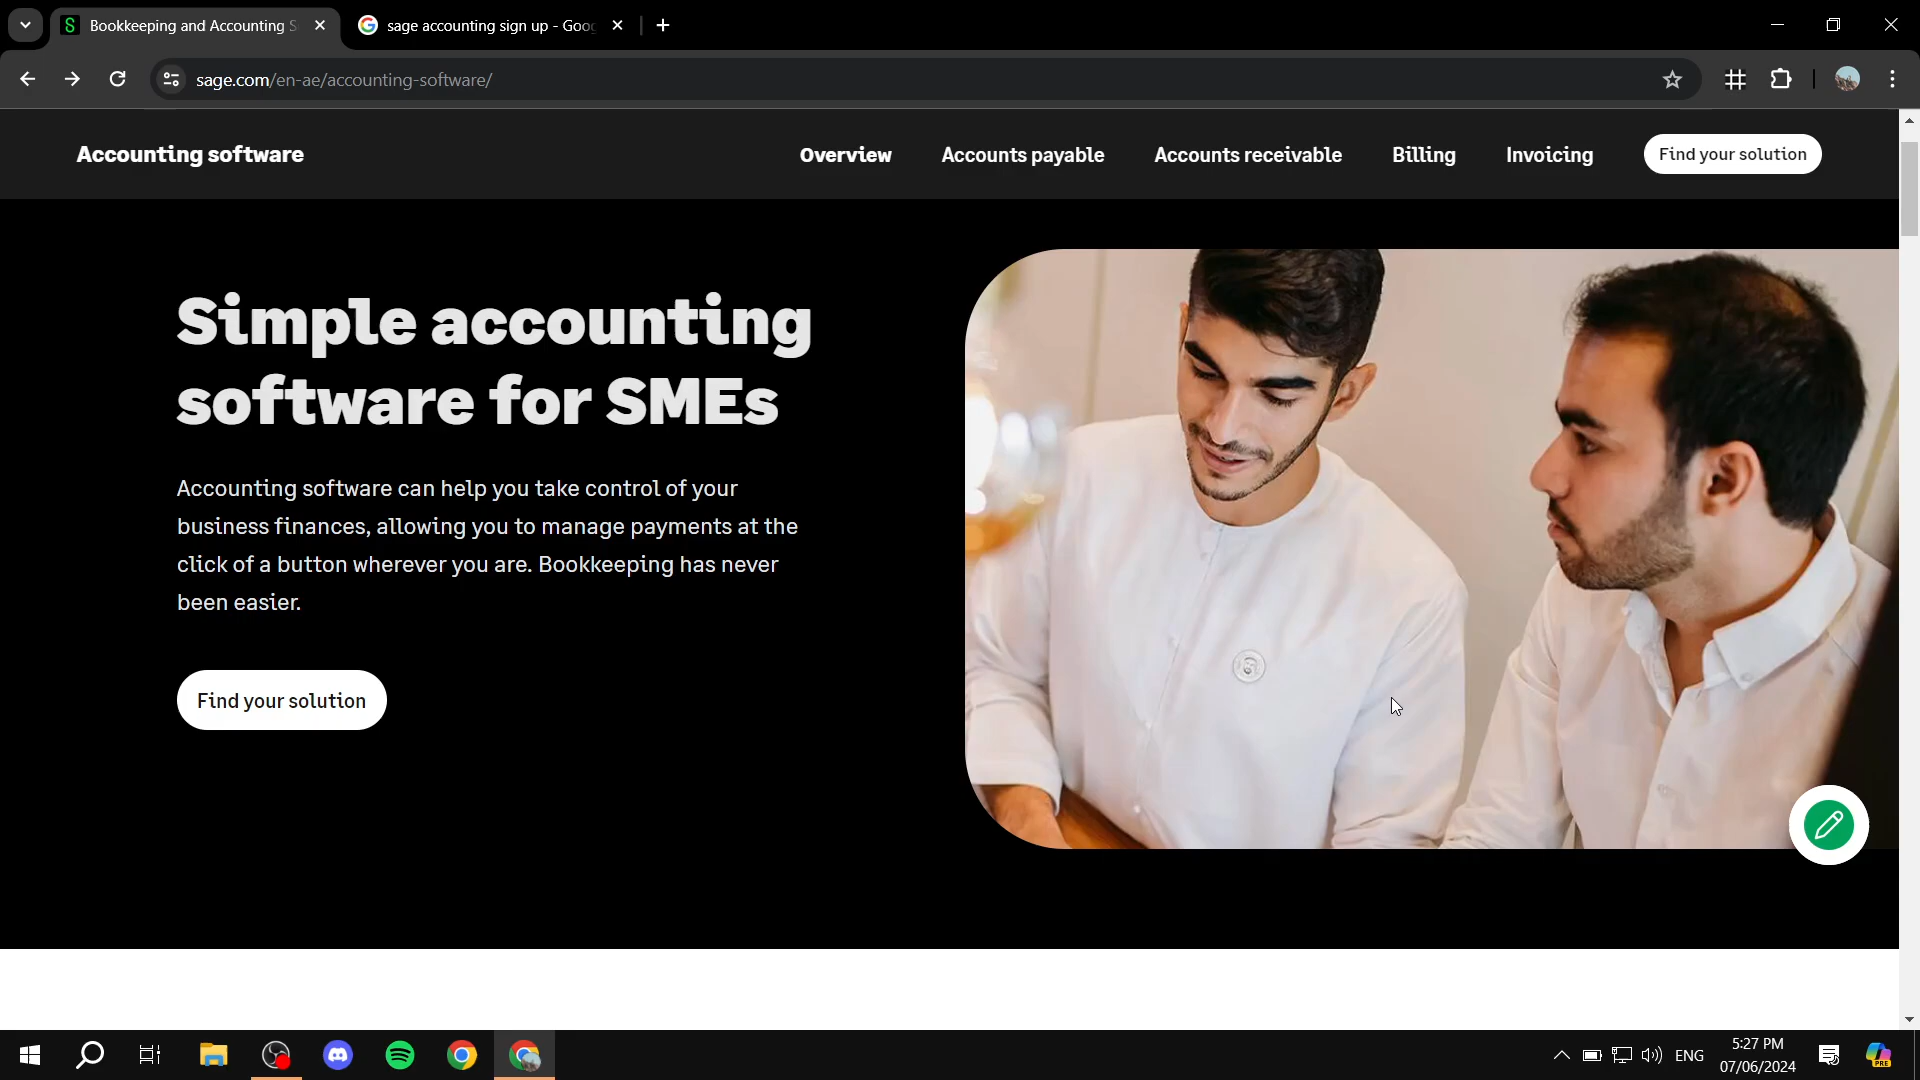 Bookkeeping and Accounting S
sage accounting sign up - Goog
sage.com/en-ae/accounting-software/
Accounting software
Overview
Accounts payable
Accounts receivable
Billing
Invoicing
Find your solution
Simple accounting
software for SMEs
Accounting software can help you take control of your
business finances, allowing you to manage payments at the
click of a button wherever you are. Bookkeeping has never
been easier.
Find your solution
ENG
5:27 PM
07/06/2024
PRE